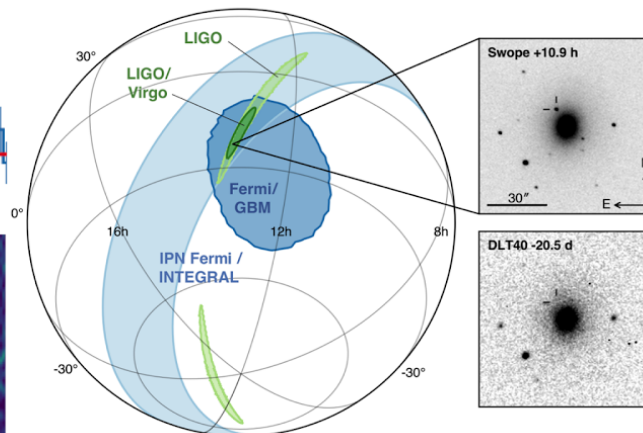 30°
LIGO
LIGO/
Virgo
Fermi/
GBM
0°
16h
12h
8h
IPN Fermi /
INTEGRAL
-30°
-30°
Swope +10.9 h
30"
E
DLT40 -20.5 d